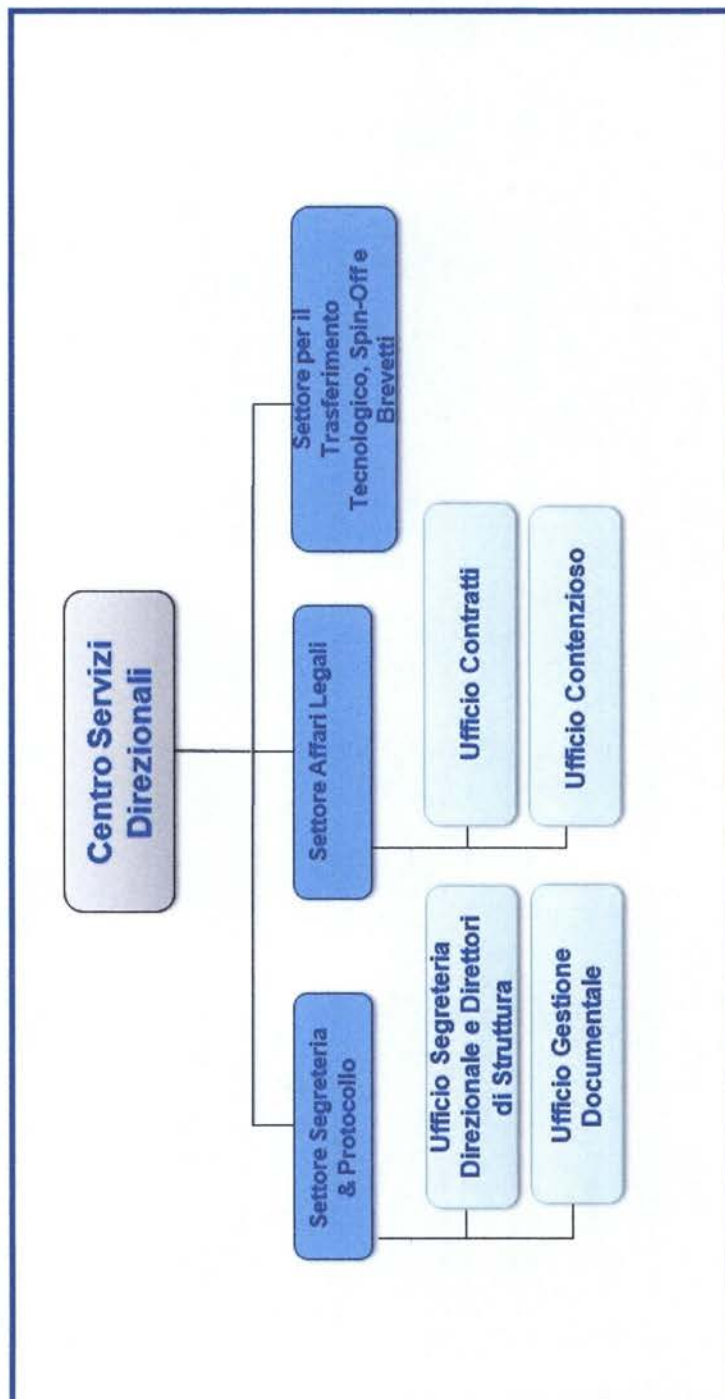 Centro Servizi
Direzionali
Settore Segreteria
& Protocollo
Ufficio Segreteria
Direzionale e Direttori
di Struttura
Ufficio Gestione
Documentale
Settore Affari Legali
Ufficio Contratti
Ufficio Contenzioso
Settore per il
Trasferimento
Tecnologico, Spin-Off e
Brevetti